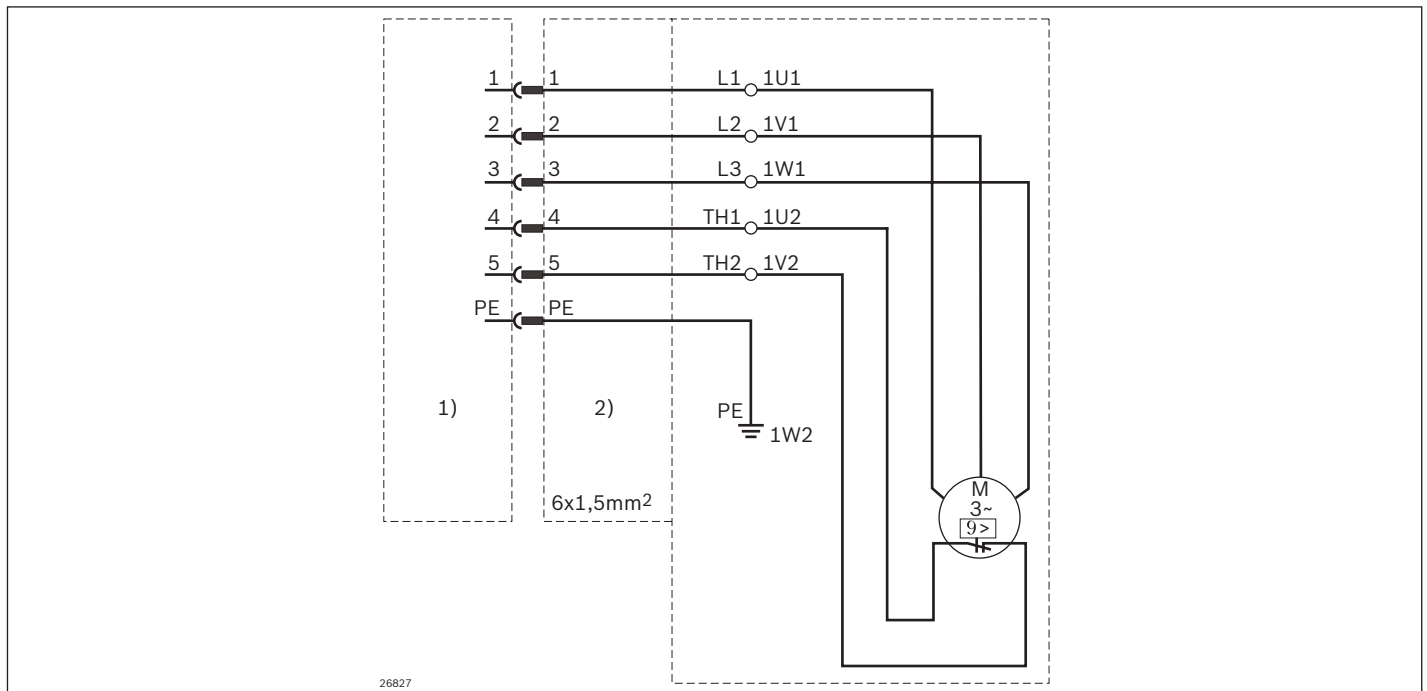 1 1 L1 1U1
2 2 L2 1V1
3 3 L3 1W1
4 4 TH1 1U2
5 5 TH2 1V2
PE PE
1) 2) PE
1W2
6x1,5mm2
M
3~
9>
26827